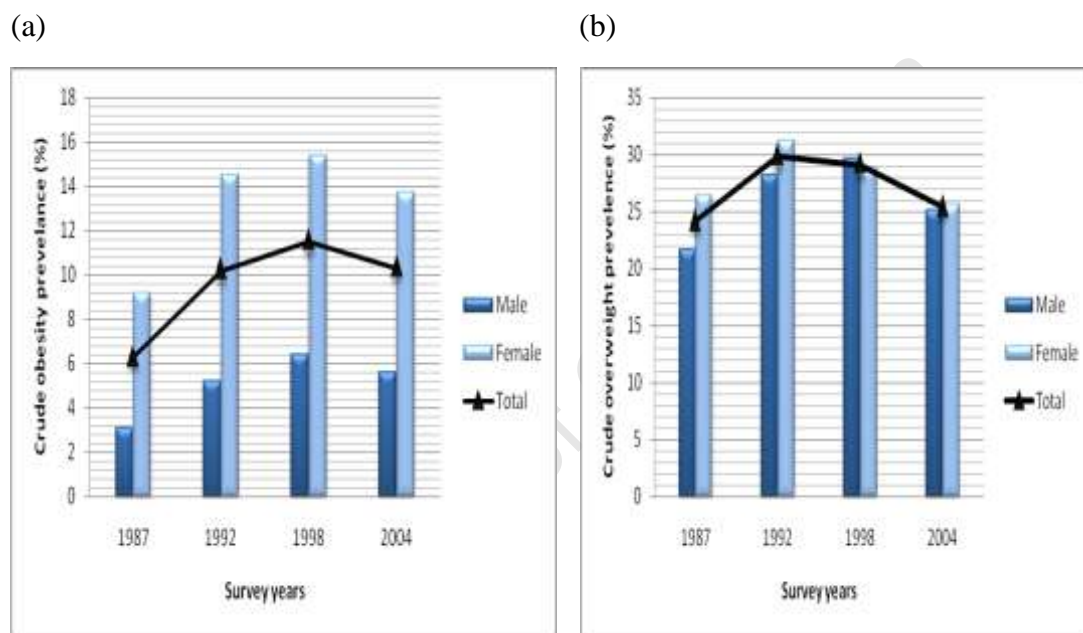 (a)
(b)
Crude obesity prevelance (%)
18
16
14
12
10
8
6
4
2
0
1987
1992
1998
2004
Survey years
Male
Female
Total
Crude overweight prevelence (%)
35
30
25
20
15
10
5
0
1987
1992
1998
2004
Survey years
Male
Female
Total